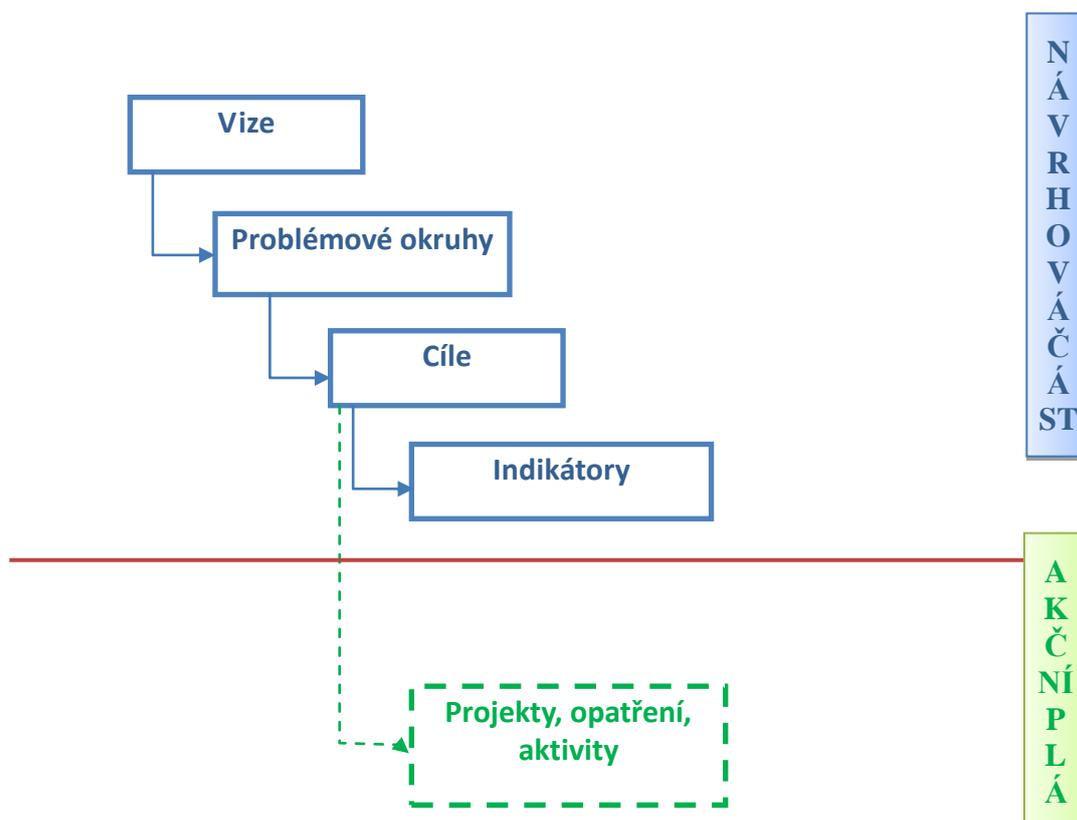 Vize
Problémové okruhy
Cíle
Indikátory
Projekty, opatření,
aktivity
N
Á
V
R
H
O
V
Á
Č
Á
ST
A
K
Č
NÍ
P
L
Á